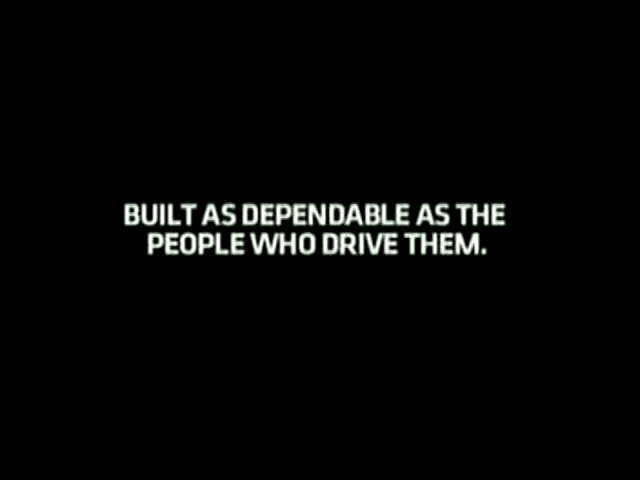 BUILT AS DEPENDABLE AS THE
PEOPLE WHO DRIVE THEM.